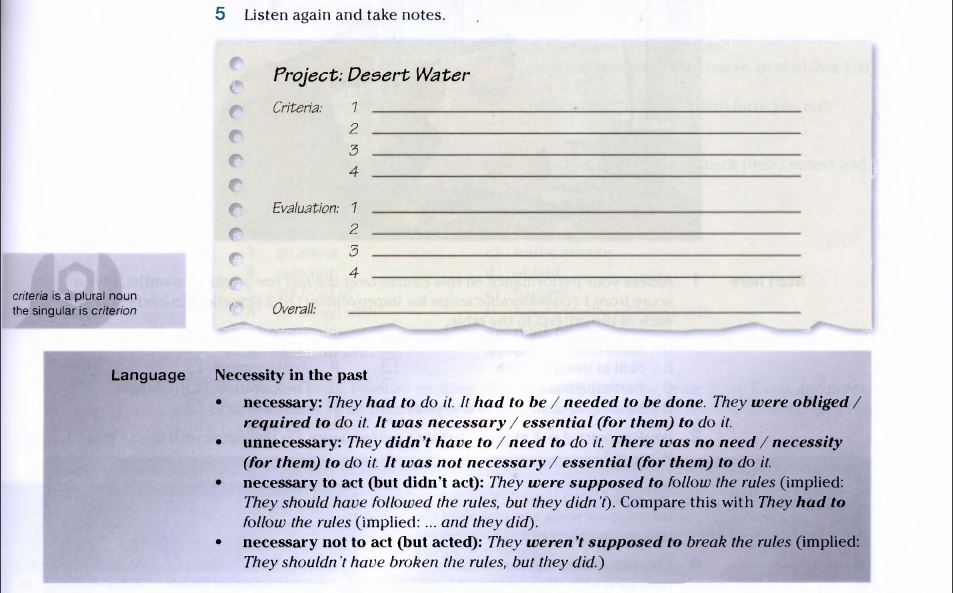 5 Listen again and take notes.
Project: Desert Water
Criteria: 1
2
3
4
Evaluation: 1
2
3
4
Overall:
criteria is a plural noun
the singular is criterion
Language Necessity in the past
• necessary: They had to do it. It had to be / needed to be done. They were obliged /
required to do it. It was necessary / essential (for them) to do it.
• unnecessary: They didn't have to / need to do it. There was no need / necessity
(for them) to do it. It was not necessary / essential (for them) to do it.
• necessary to act (but didn't act): They were supposed to follow the rules (implied:
They should have followed the rules, but they didn't). Compare this with They had to
follow the rules (implied: ... and they did).
• necessary not to act (but acted): They weren't supposed to break the rules (implied:
They shouldn't have broken the rules, but they did.)